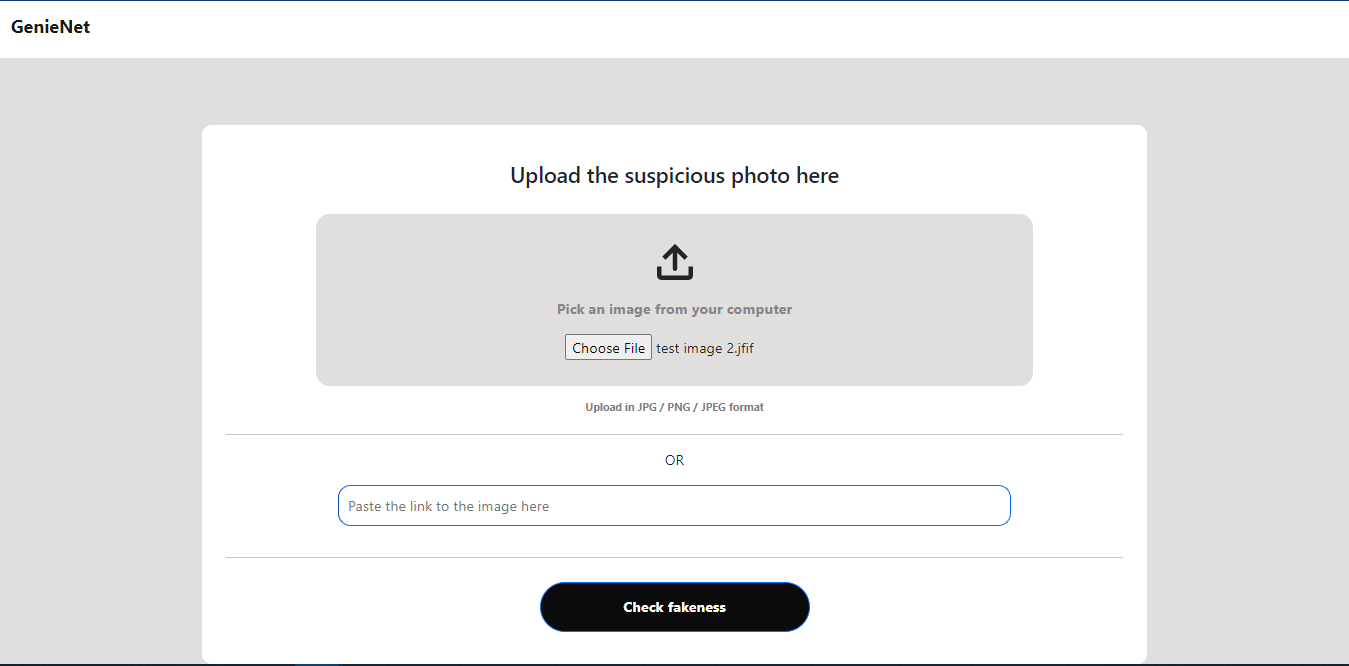 GenieNet
Upload the suspicious photo here
Pick an image from your computer
Choose File test image 2.jfif
Upload in JPG / PNG / JPEG format
OR
Paste the link to the image here
Check fakeness